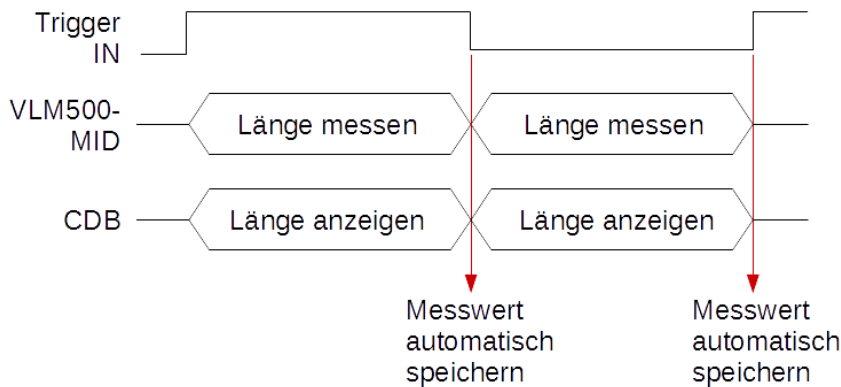 Trigger
IN
VLM500-
MID
Länge messen
Länge messen
CDB
Länge anzeigen
Länge anzeigen
Messwert
automatisch
speichern
Messwert
automatisch
speichern